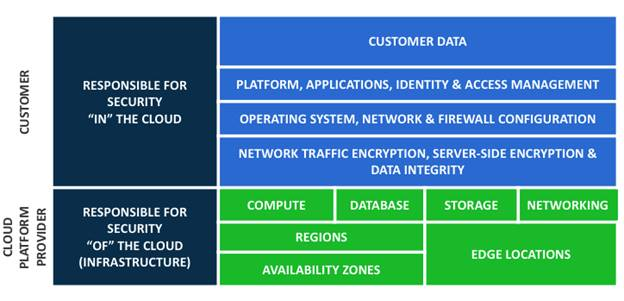 CUSTOMER
RESPONSIBLE FOR
SECURITY
“IN” THE CLOUD
CUSTOMER DATA
PLATFORM, APPLICATIONS, IDENTITY & ACCESS MANAGEMENT
OPERATING SYSTEM, NETWORK & FIREWALL CONFIGURATION
NETWORK TRAFFIC ENCRYPTION, SERVER-SIDE ENCRYPTION &
DATA INTEGRITY
CLOUD
PLATFORM
PROVIDER
RESPONSIBLE FOR
SECURITY
“OF” THE CLOUD
(INFRASTRUCTURE)
COMPUTE
DATABASE
STORAGE
NETWORKING
REGIONS
AVAILABILITY ZONES
EDGE LOCATIONS